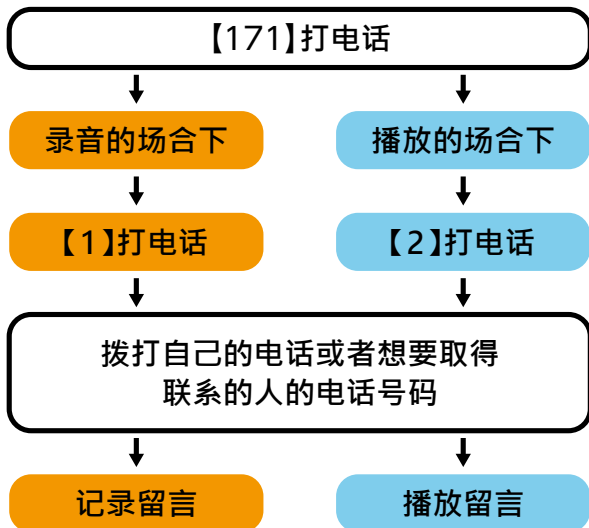 【171】打电话
录音的场合下
播放的场合下
【1】打电话
【2】打电话
拨打自己的电话或者想要取得
联系的人的电话号码
记录留言
播放留言